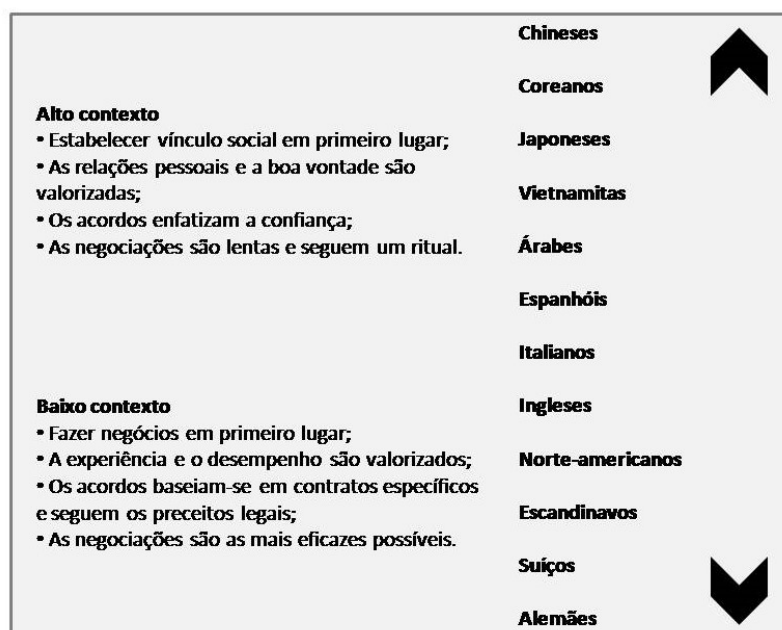 Chineses
Coreanos
Alto contexto
• Estabelecer vínculo social em primeiro lugar;
Japoneses
• As relações pessoais e a boa vontade são
valorizadas;
Vietnamitas
• Os acordos enfatizam a confiança;
• As negociações são lentas e seguem um ritual.
Árabes
Espanhóis
Italianos
Baixo contexto
Ingleses
• Fazer negócios em primeiro lugar;
• A experiência e o desempenho são valorizados;
Norte-americanos
• Os acordos baseiam-se em contratos específicos
e seguem os preceitos legais;
Escandinavos
• As negociações são as mais eficazes possíveis.
Suíços
Alemães